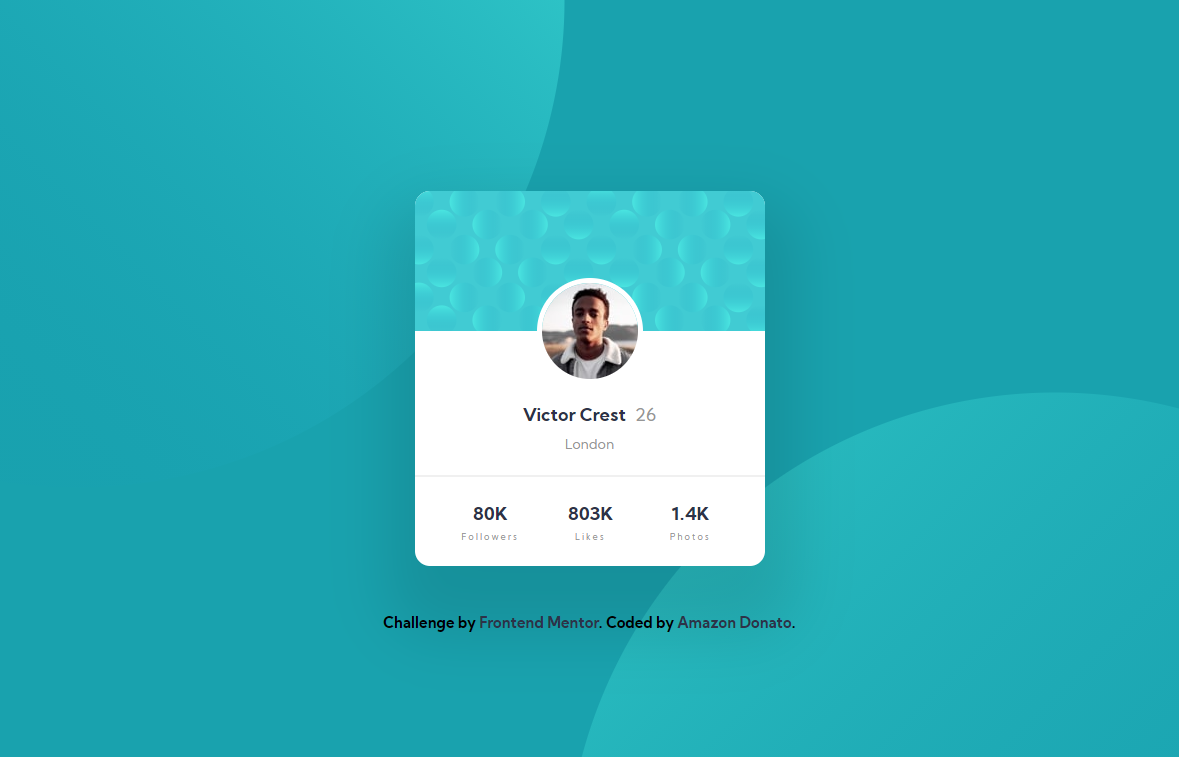 Victor Crest 26
London
80K 803K 1.4K
Followers Likes Photos
Challenge by Frontend Mentor. Coded by Amazon Donato.